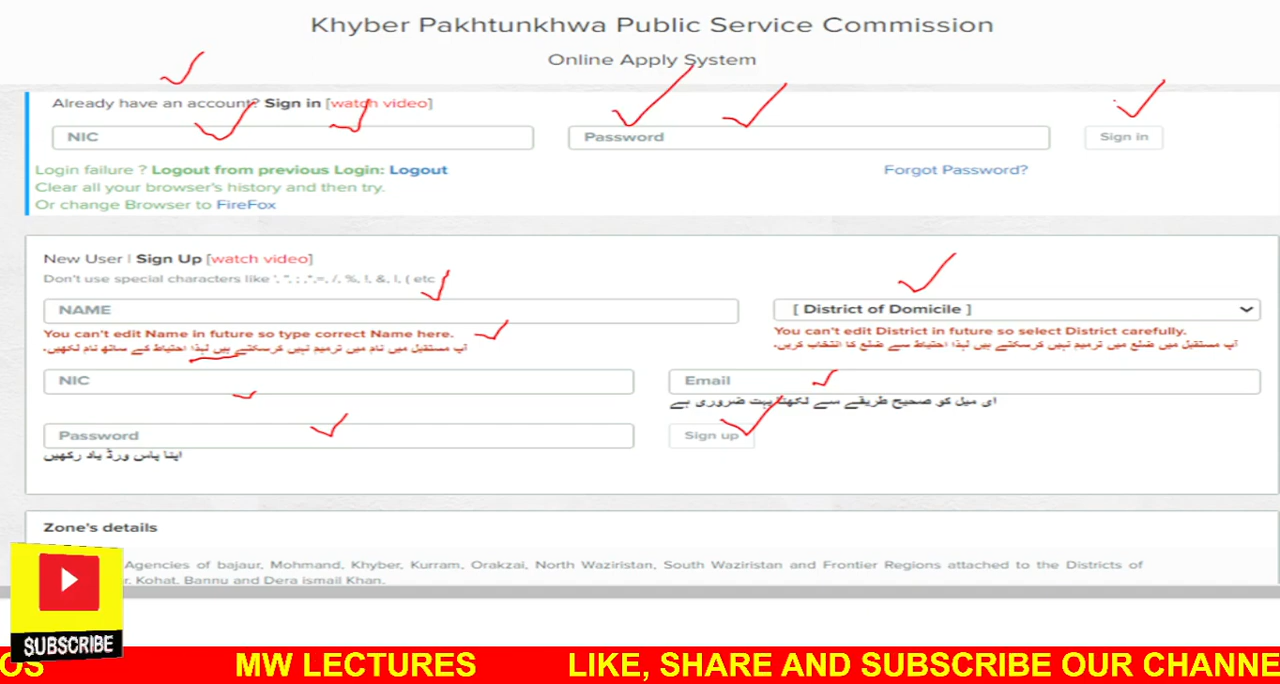 Khyber Pakhtunkhwa Public Service Commission
Online Apply System
Already have an account? Sign in [watch video]
NIC
Password
Sign in
Login failure ? Logout from previous Login: Logout
Forgot Password?
Clear all your browser's history and then try.
Or change Browser to FireFox
New User | Sign Up [watch video]
Don't use special characters like ', ", ; ,*,=, /, %, !, &, |, ( etc
NAME
[ District of Domicile ]
You can't edit Name in future so type correct Name here.
You can't edit District in future so select District carefully.
آپ مستقبل میں نام میں ترمیم نہیں کرسکتے ہیں لہذا احتیاط کے ساتھ نام لکھیں.
آپ مستقبل میں ضلع میں ترمیم نہیں کرسکتے ہیں لہذا احتیاط سے ضلع کا انتخاب کریں.
NIC
Email
ای میل کو صحیح طریقے سے لکھنا بہت ضروری ہے
Password
Sign up
اپنا پاس ورڈ یاد رکھیں
Zone's details
Agencies of bajaur, Mohmand, Khyber, Kurram, Orakzai, North Waziristan, South Waziristan and Frontier Regions attached to the Districts of
Kohat. Bannu and Dera ismail Khan.
SUBSCRIBE
OS MW LECTURES LIKE, SHARE AND SUBSCRIBE OUR CHANNE